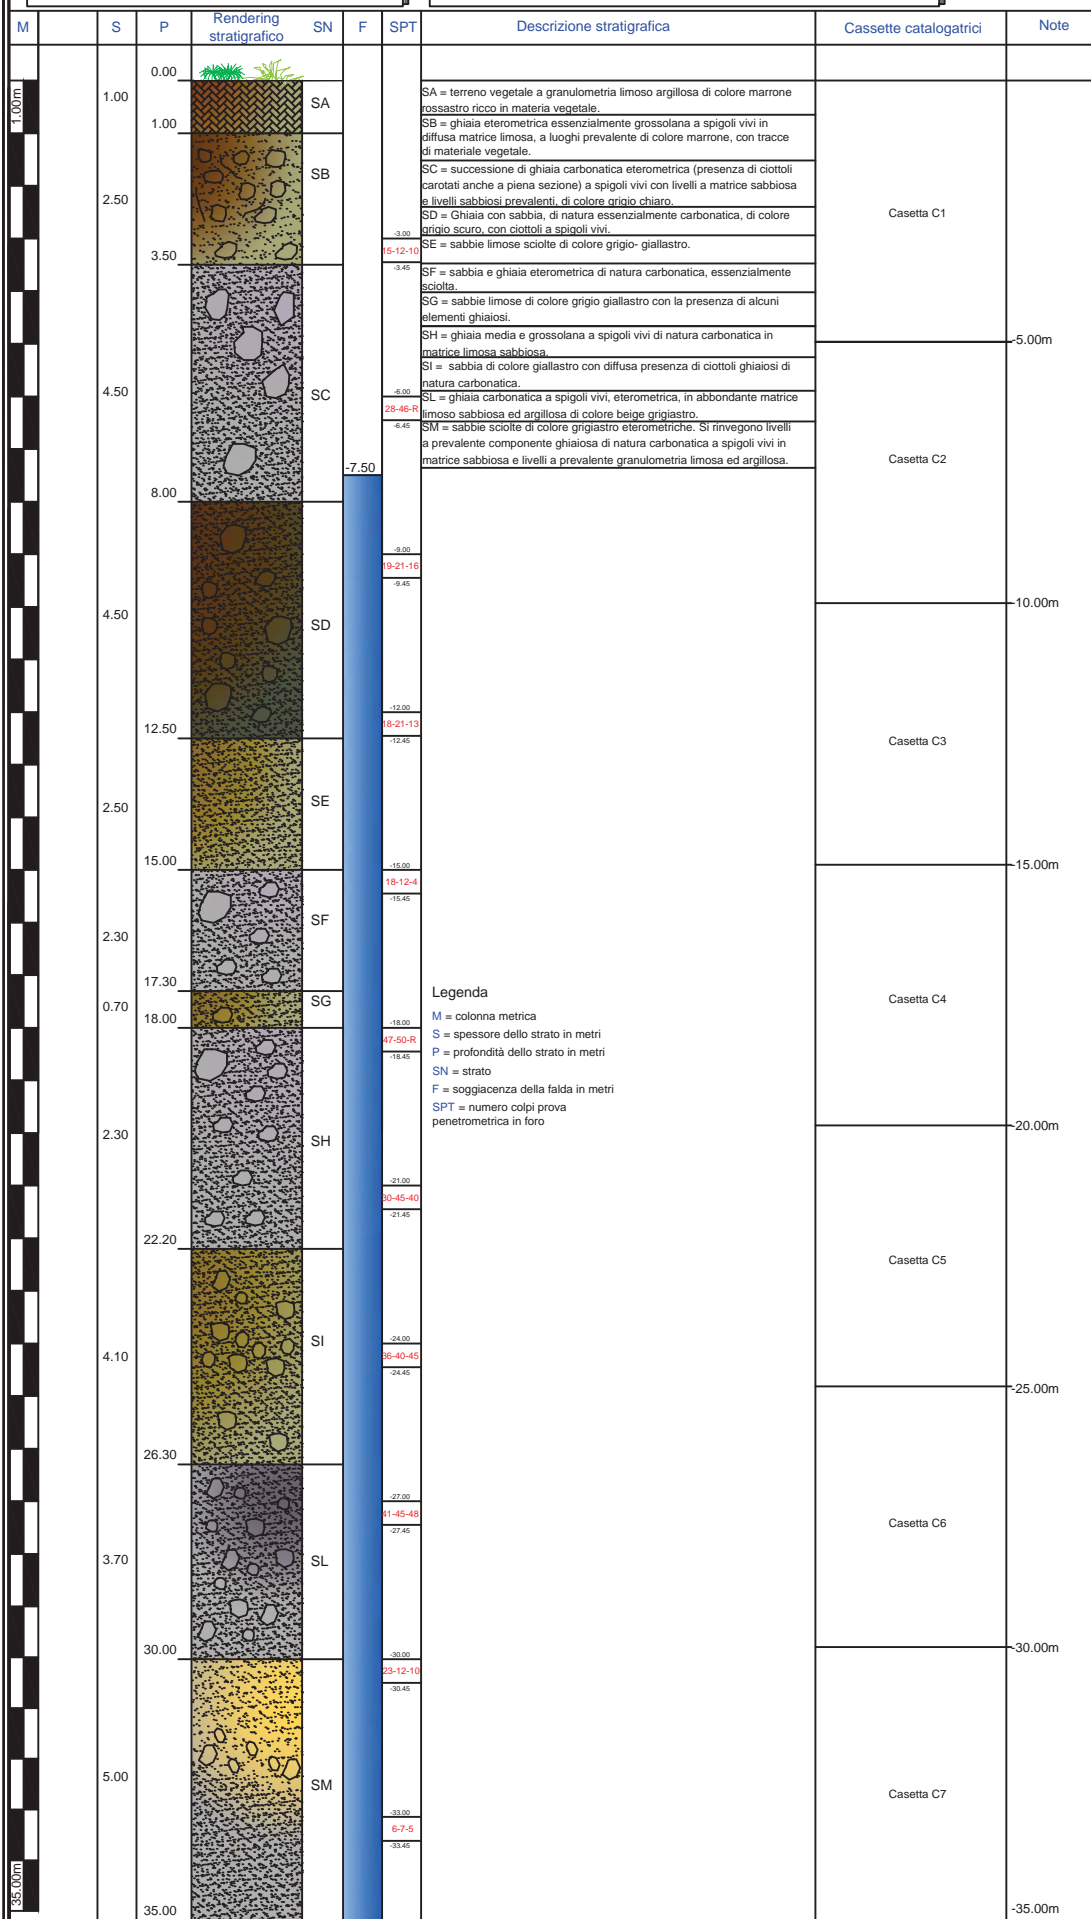 M S P Rendering stratigrafico SN F SPT Descrizione stratigrafica Cassette catalogatrici Note
0.00
1.00m
1.00
SA
1.00
SB
2.50
3.50
SC
4.50
-7.50
8.00
4.50
SD
12.50
2.50
SE
15.00
SF
2.30
17.30
0.70
SG
18.00
2.30
SH
22.20
SI
4.10
26.30
3.70
SL
30.00
5.00
SM
35.00m
35.00
-3.00
15-12-10
-3.45
-6.00
28-46-R
-6.45
-9.00
19-21-16
-9.45
-12.00
18-21-13
-12.45
-15.00
18-12-4
-15.45
-18.00
47-50-R
-18.45
-21.00
30-45-40
-21.45
-24.00
36-40-45
-24.45
-27.00
41-45-48
-27.45
-30.00
23-12-10
-30.45
-33.00
6-7-5
-33.45
SA = terreno vegetale a granulometria limoso argillosa di colore marrone
rossastro ricco in materia vegetale.
SB = ghiaia eterometrica essenzialmente grossolana a spigoli vivi in
diffusa matrice limosa, a luoghi prevalente di colore marrone, con tracce
di materiale vegetale.
SC = successione di ghiaia carbonatica eterometrica (presenza di ciottoli
carotati anche a piena sezione) a spigoli vivi con livelli a matrice sabbiosa
e livelli sabbiosi prevalenti, di colore grigio chiaro.
SD = Ghiaia con sabbia, di natura essenzialmente carbonatica, di colore
grigio scuro, con ciottoli a spigoli vivi.
SE = sabbie limose sciolte di colore grigio- giallastro.
SF = sabbia e ghiaia eterometrica di natura carbonatica, essenzialmente
sciolta.
SG = sabbie limose di colore grigio giallastro con la presenza di alcuni
elementi ghiaiosi.
SH = ghiaia media e grossolana a spigoli vivi di natura carbonatica in
matrice limosa sabbiosa.
SI = sabbia di colore giallastro con diffusa presenza di ciottoli ghiaiosi di
natura carbonatica.
SL = ghiaia carbonatica a spigoli vivi, eterometrica, in abbondante matrice
limoso sabbiosa ed argillosa di colore beige grigiastro.
SM = sabbie sciolte di colore grigiastro eterometriche. Si rinvegono livelli
a prevalente componente ghiaiosa di natura carbonatica a spigoli vivi in
matrice sabbiosa e livelli a prevalente granulometria limosa ed argillosa.
Legenda
M = colonna metrica
S = spessore dello strato in metri
P = profondità dello strato in metri
SN = strato
F = soggiacenza della falda in metri
SPT = numero colpi prova
penetrometrica in foro
Casetta C1
-5.00m
Casetta C2
-10.00m
Casetta C3
-15.00m
Casetta C4
-20.00m
Casetta C5
-25.00m
Casetta C6
-30.00m
Casetta C7
-35.00m